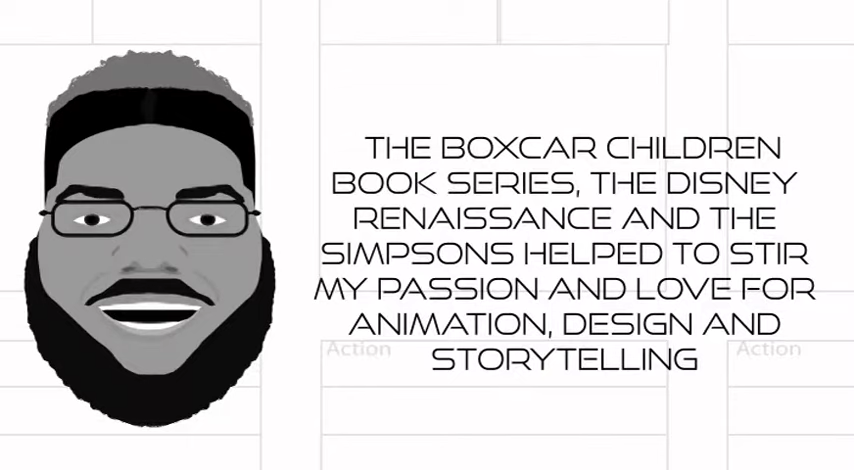 THE BOXCAR CHILDREN
BOOK SERIES, THE DISNEY
RENAISSANCE AND THE
SIMPSONS HELPED TO STIR
MY PASSION AND LOVE FOR
ANIMATION, DESIGN AND
STORYTELLING
Action
Action